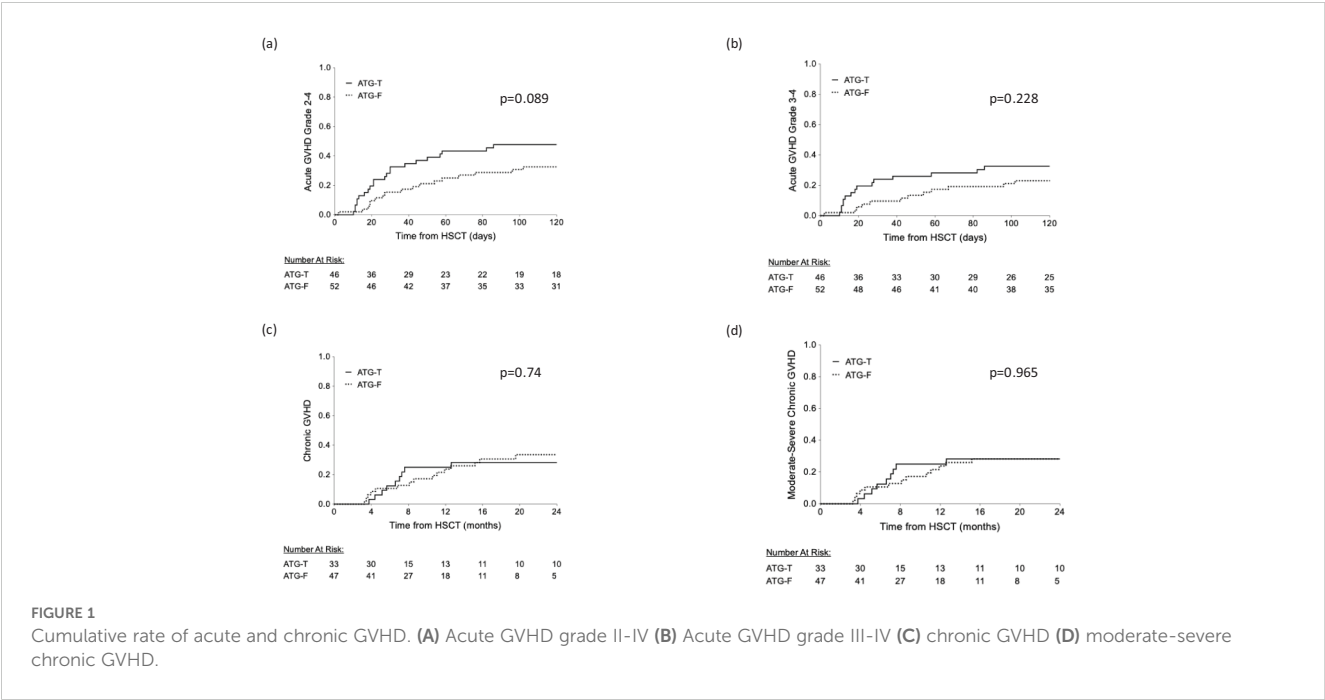 (a)
1.0
0.8
0.6
0.4
0.2
0.0
Acute GVHD Grade 2-4
ATG-T
ATG-F
p=0.089
0 20 40 60 80 100 120
Time from HSCT (days)
Number At Risk:
ATG-T 46 36 29 23 22 19 18
ATG-F 52 46 42 37 35 33 31
(b)
1.0
0.8
0.6
0.4
0.2
0.0
Acute GVHD Grade 3-4
ATG-T
ATG-F
p=0.228
0 20 40 60 80 100 120
Time from HSCT (days)
Number At Risk:
ATG-T 46 36 33 30 29 26 25
ATG-F 52 48 46 41 40 38 35
(c)
1.0
0.8
0.6
0.4
0.2
0.0
Chronic GVHD
ATG-T
ATG-F
p=0.74
0 4 8 12 16 20 24
Time from HSCT (months)
Number At Risk:
ATG-T 33 30 15 13 11 10 10
ATG-F 47 41 27 18 11 8 5
(d)
1.0
0.8
0.6
0.4
0.2
0.0
Moderate-Severe Chronic GVHD
ATG-T
ATG-F
p=0.965
0 4 8 12 16 20 24
Time from HSCT (months)
Number At Risk:
ATG-T 33 30 15 13 11 10 10
ATG-F 47 41 27 18 11 8 5
FIGURE 1
Cumulative rate of acute and chronic GVHD. (A) Acute GVHD grade II-IV (B) Acute GVHD grade III-IV (C) chronic GVHD (D) moderate-severe
chronic GVHD.